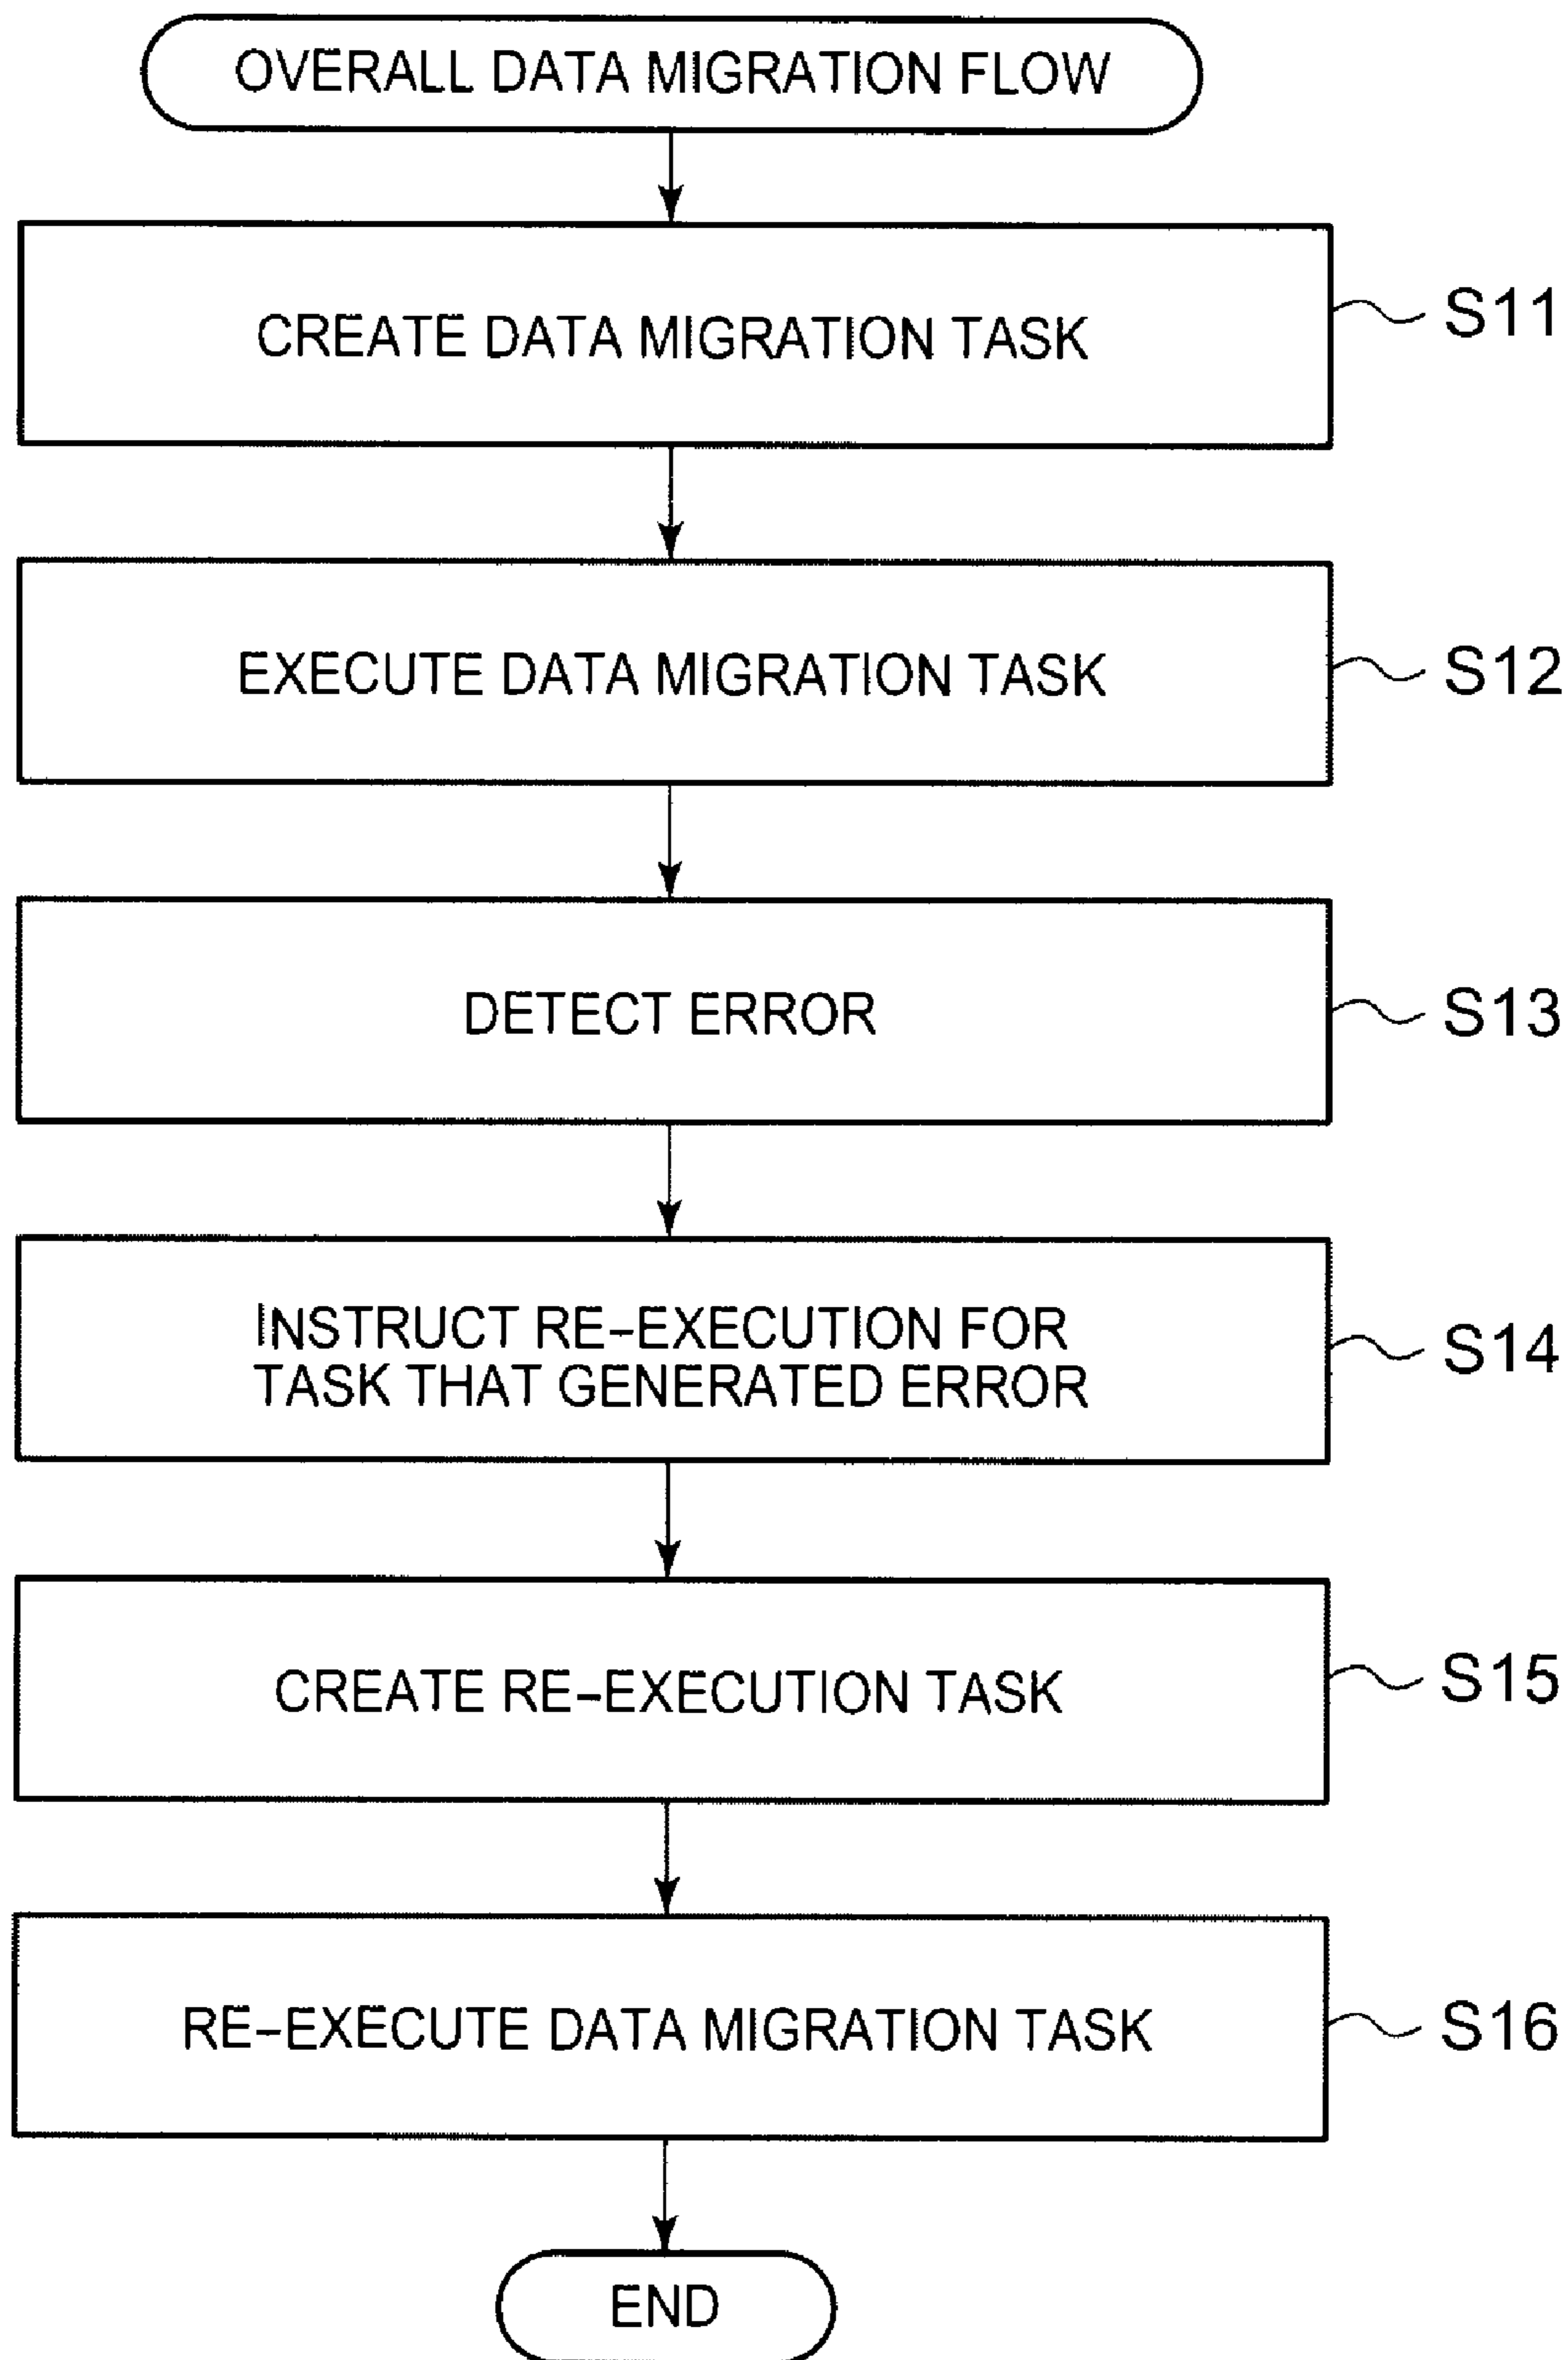 OVERALL DATA MIGRATION FLOW
CREATE DATA MIGRATION TASK
S11
EXECUTE DATA MIGRATION TASK
S12
DETECT ERROR
S13
INSTRUCT RE-EXECUTION FOR
TASK THAT GENERATED ERROR
S14
CREATE RE-EXECUTION TASK
S15
RE-EXECUTE DATA MIGRATION TASK
S16
END